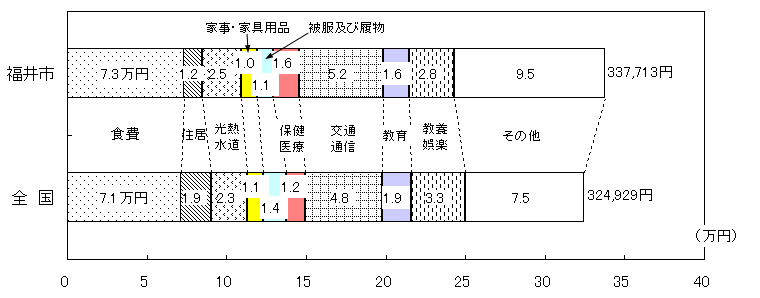 家事・家具用品 被服及び履物
福井市 7.3万円 1.2 2.5 1.0 1.1 1.6 5.2 1.6 2.8 9.5 337,713円
食費 住居 光熱水道 保健医療 交通通信 教育 教養娯楽 その他
全国 7.1万円 1.9 2.3 1.1 1.4 1.2 4.8 1.9 3.3 7.5 324,929円
(万円)
0 5 10 15 20 25 30 35 40